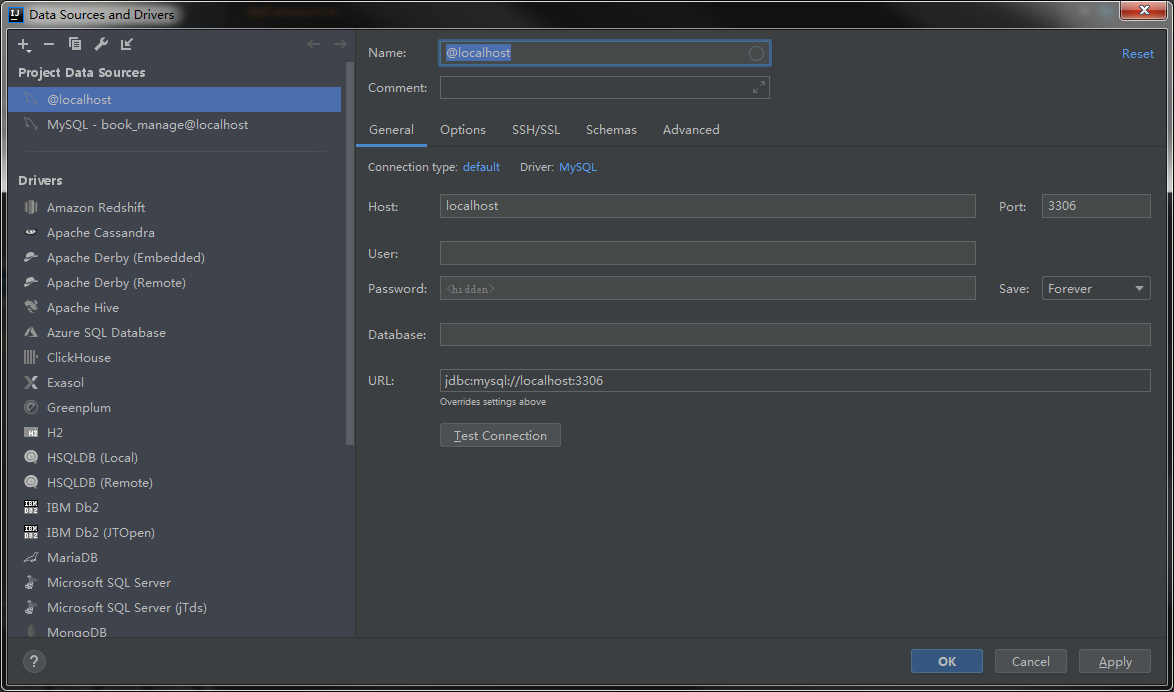 Data Sources and Drivers
Project Data Sources
@localhost
MySQL - book_manage@localhost
Drivers
Amazon Redshift
Apache Cassandra
Apache Derby (Embedded)
Apache Derby (Remote)
Apache Hive
Azure SQL Database
ClickHouse
Exasol
Greenplum
H2
HSQLDB (Local)
HSQLDB (Remote)
IBM Db2
IBM Db2 (JTOpen)
MariaDB
Microsoft SQL Server
Microsoft SQL Server (jTds)
MongoDB
Name: @localhost
Reset
Comment:
General Options SSH/SSL Schemas Advanced
Connection type: default Driver: MySQL
Host: localhost Port: 3306
User:
Password: <hidden> Save: Forever
Database:
URL: jdbc:mysql://localhost:3306
Overrides settings above
Test Connection
? OK Cancel Apply